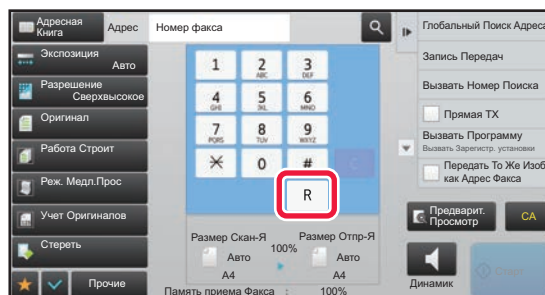 Адресная
Книга
Адрес
Номер факса
Глобальный Поиск Адреса
Экспозиция
Авто
Запись Передач
Разрешение
Сверхвысокое
Вызвать Номер Поиска
Оригинал
Прямая TX
Работа Строит
Вызвать Программу
Вызвать Зарегистр. установки
Реж. Медл.Прос
Передать То Же Изоб
как Адрес Факса
Учет Оригиналов
Стереть
Прочие
1
2 ABC
3 DEF
4 GHI
5 JKL
6 MNO
7 PQRS
8 TUV
9 WXYZ
0
#
C
R
Размер Скан-Я
100%
Размер Отпр-Я
Авто
A4
Авто
A4
Память приема Факса : 100%
Предварит.
Просмотр
CA
Динамик
Старт